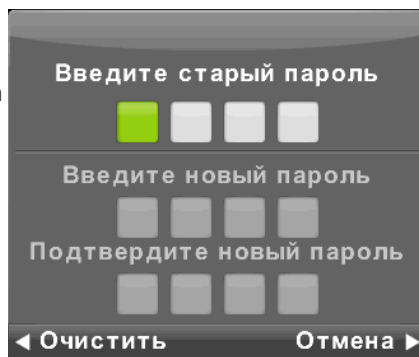 Введите старый пароль
Введите новый пароль
Подтвердите новый пароль
◀ Очистить Отмена ▶